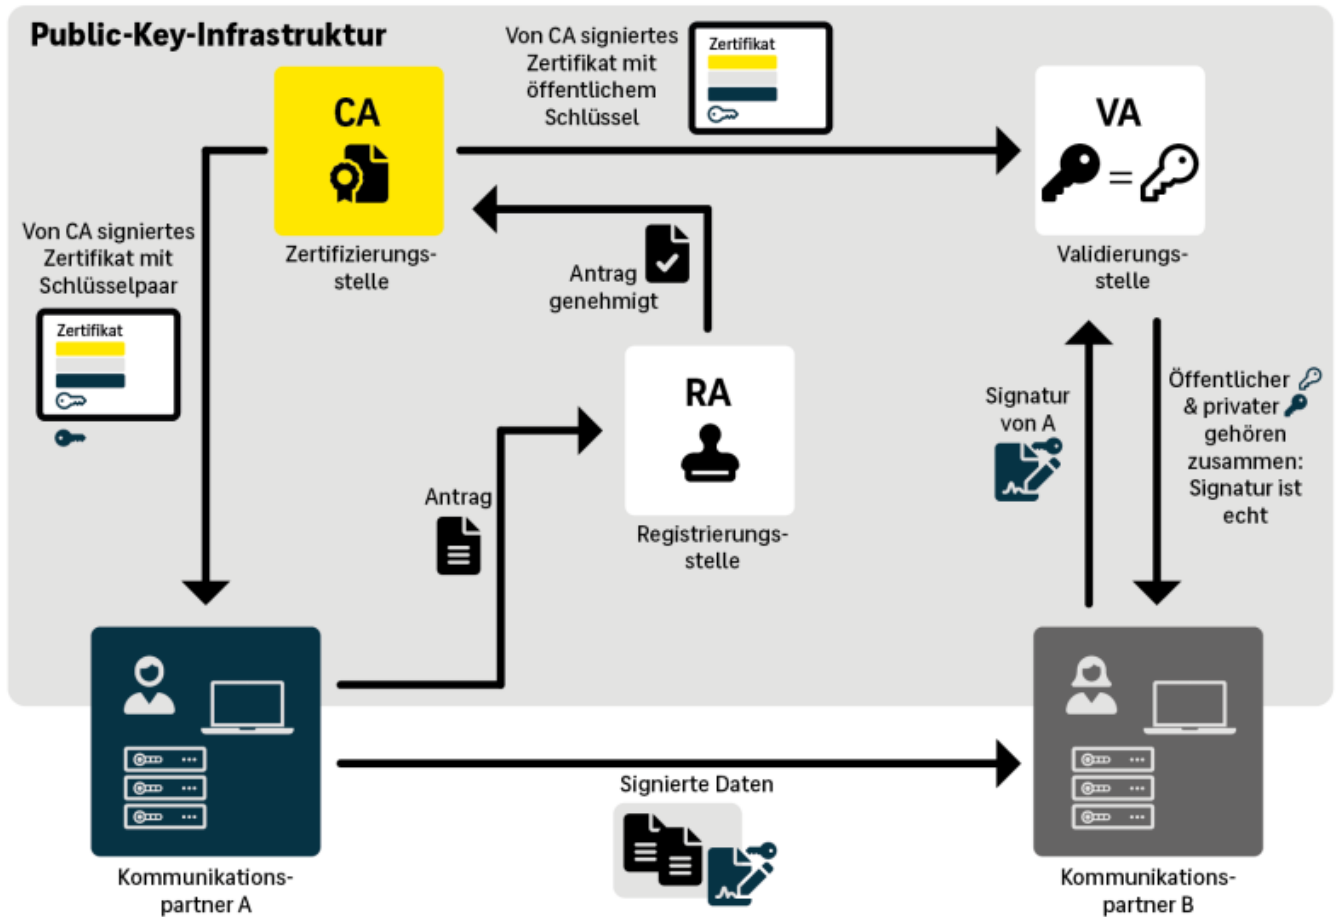 Public-Key-Infrastruktur
Von CA signiertes
Zertifikat mit
öffentlichem
Schlüssel
Zertifikat
CA
Zertifizierungs-
stelle
VA
=
Validierungs-
stelle
Von CA signiertes
Zertifikat mit
Schlüsselpaar
Zertifikat
Antrag
genehmigt
RA
Registrierungs-
stelle
Antrag
Signatur
von A
Öffentlicher
& privater
gehören
zusammen:
Signatur ist
echt
Signierte Daten
Kommunikations-
partner A
Kommunikations-
partner B